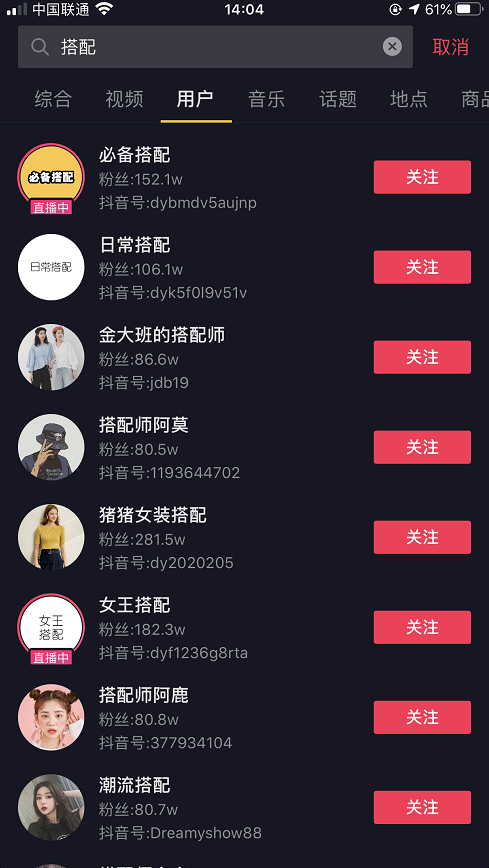 中国联通 14:04 61%
搭配 取消
综合 视频 用户 音乐 话题 地点 商品
必备搭配
必备搭配
粉丝:152.1w
关注
直播中
抖音号:dybmdv5aujnp
日常搭配
日常搭配
粉丝:106.1w
关注
抖音号:dyk5f0l9v51v
金大班的搭配师
粉丝:86.6w
关注
抖音号:jdb19
搭配师阿莫
粉丝:80.5w
关注
抖音号:1193644702
猪猪女装搭配
粉丝:281.5w
关注
抖音号:dy2020205
女王搭配
女王
搭配
粉丝:182.3w
关注
直播中
抖音号:dyf1236g8rta
搭配师阿鹿
粉丝:80.8w
关注
抖音号:377934104
潮流搭配
粉丝:80.7w
关注
抖音号:Dreamyshow88